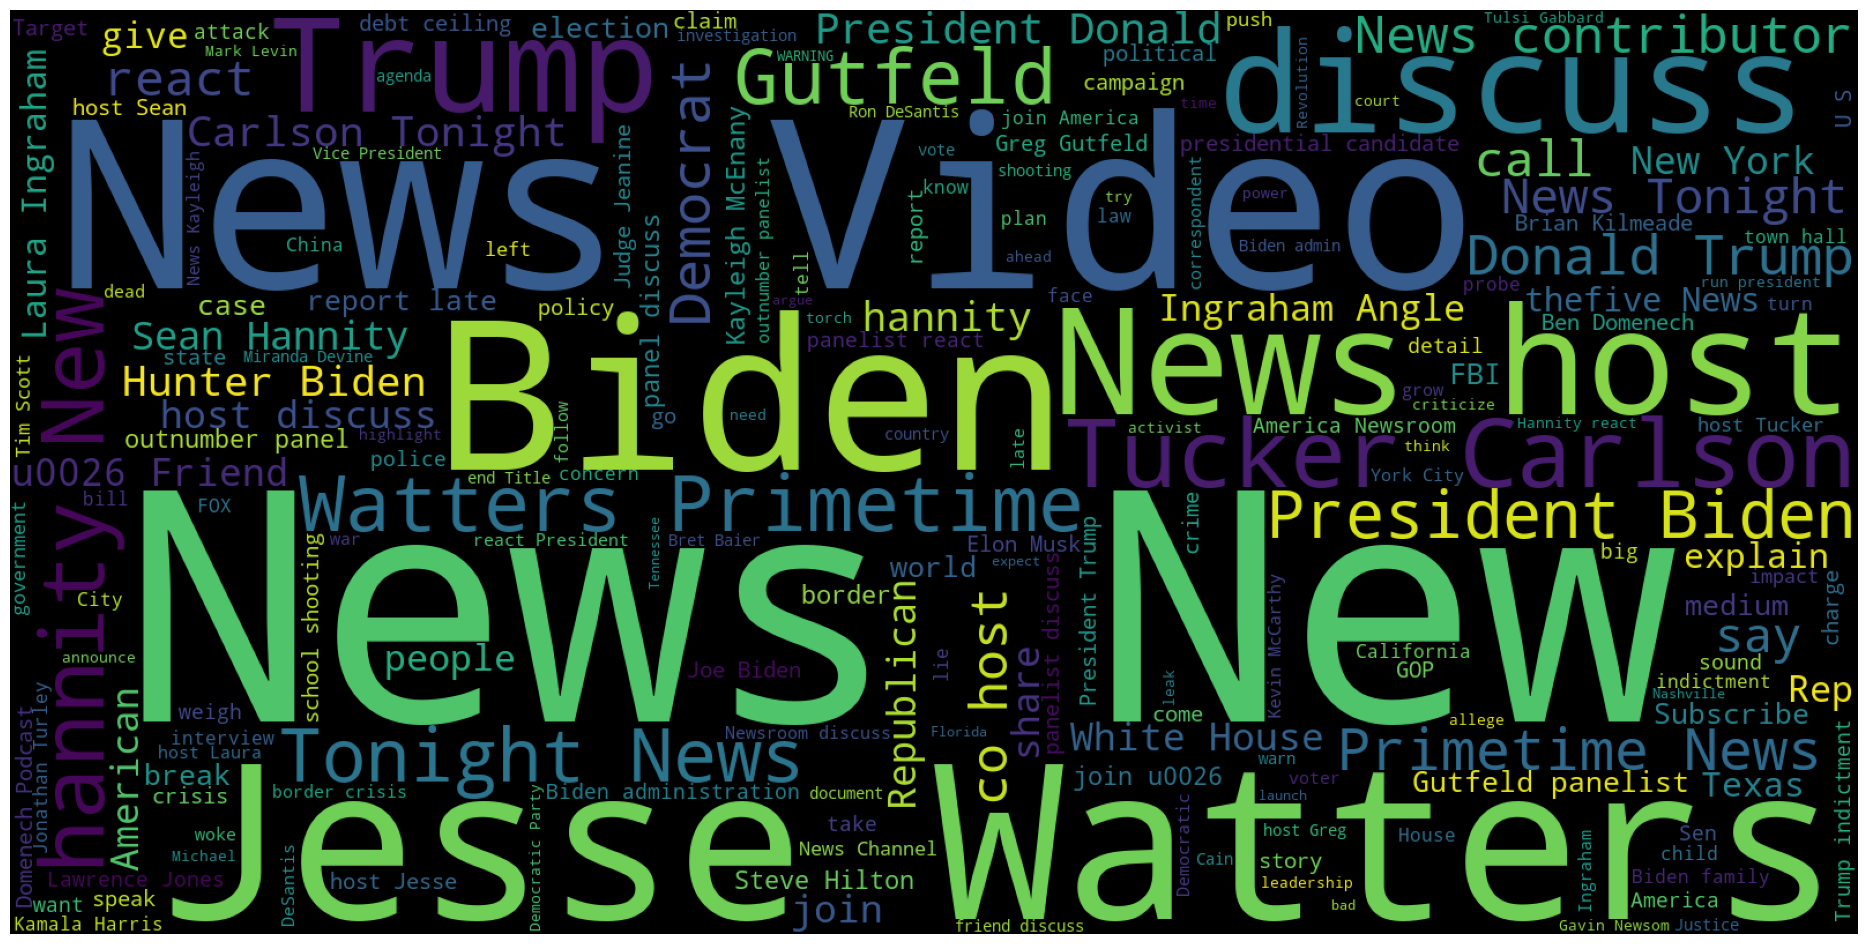 Target
give
attack
Mark Levin
debt ceiling
election
claim
investigation
President Donald
push
Tulsi Gabbard
News contributor
react
Trump
agenda
Gutfeld
WARNING
political
campaign
discuss
Revolution
court
U S
host Sean
Laura Ingraham
Carlson Tonight
Vice President
Democrat
Ron DeSantis
join America
time
Greg Gutfeld
presidential candidate
call
New York
News
News Kayleigh
China
left
Judge Jeanine
Kayleigh McEnany
outnumber panelist
vote
know
report
shooting
plan
try
law
power
correspondent
Biden admin
ahead
Video
News Tonight
Brian Kilmeade
town hall
Donald Trump
run president
probe
dead
case
report late
policy
panel discuss
tell
argue
face
thefive News
turn
New
Sean Hannity
state
Miranda Devine
torch
hannity
panelist react
Ingraham Angle
Ben Domenech
detail
Tim Scott
Hunter Biden
host discuss
Biden
News host
FBI
grow
criticize
outnumber panel
highlight
follow
go
need
country
late
activist
America Newsroom
Hannity react
host Tucker
think
police
end Title
concern
Tucker Carlson
York City
u0026 Friend
bill
FOX
Watters Primetime
President Biden
government
hannity
war
react President
Tennessee
Bret Baier
Elon Musk
expect
crime
big
explain
school shooting
world
border
impact
City
News
New
Republican
co host
panelist discuss
President Trump
Kevin McCarthy
medium
charge
say
announce
people
Joe Biden
lie
share
leak
California
GOP
sound
indictment
Nashville
Rep
American
weigh
come
allege
Subscribe
interview
host Laura
Tonight News
Newsroom discuss
Florida
White House
warn
Primetime News
Domenech Podcast
Jonathan Turley
break
crisis
border crisis
Democratic Party
Biden administration
document
join u0026
voter
launch
Gutfeld panelist
Texas
Trump indictment
woke
Michael
Jesse Watters
take
News Channel
Democratic
host Greg
House
Sen
child
Cain
story
Lawrence Jones
DeSantis
host Jesse
Steve Hilton
leadership
Ingraham
Biden family
want
speak
join
bad
America
Kamala Harris
friend discuss
Gavin Newsom
Justice